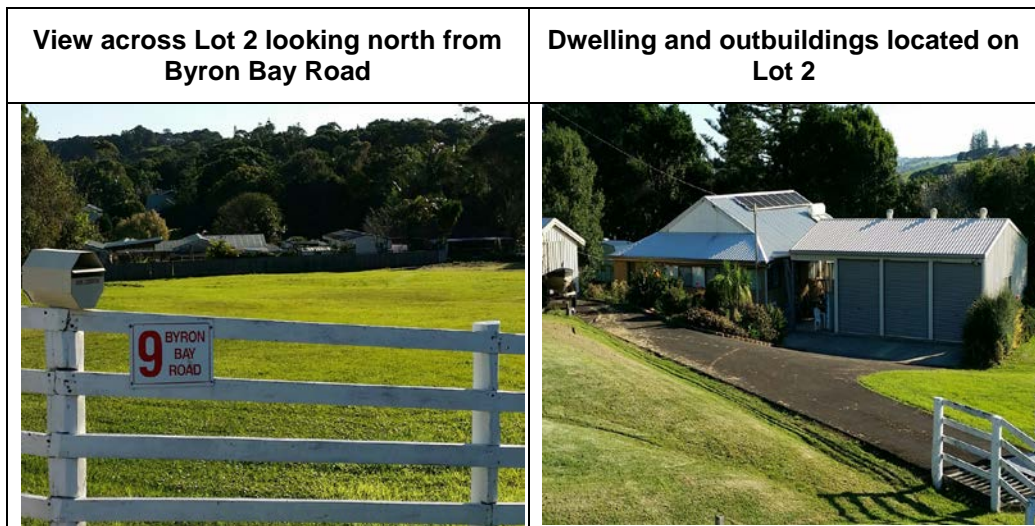 View across Lot 2 looking north from
Byron Bay Road
Dwelling and outbuildings located on
Lot 2
9 BYRON
BAY
ROAD